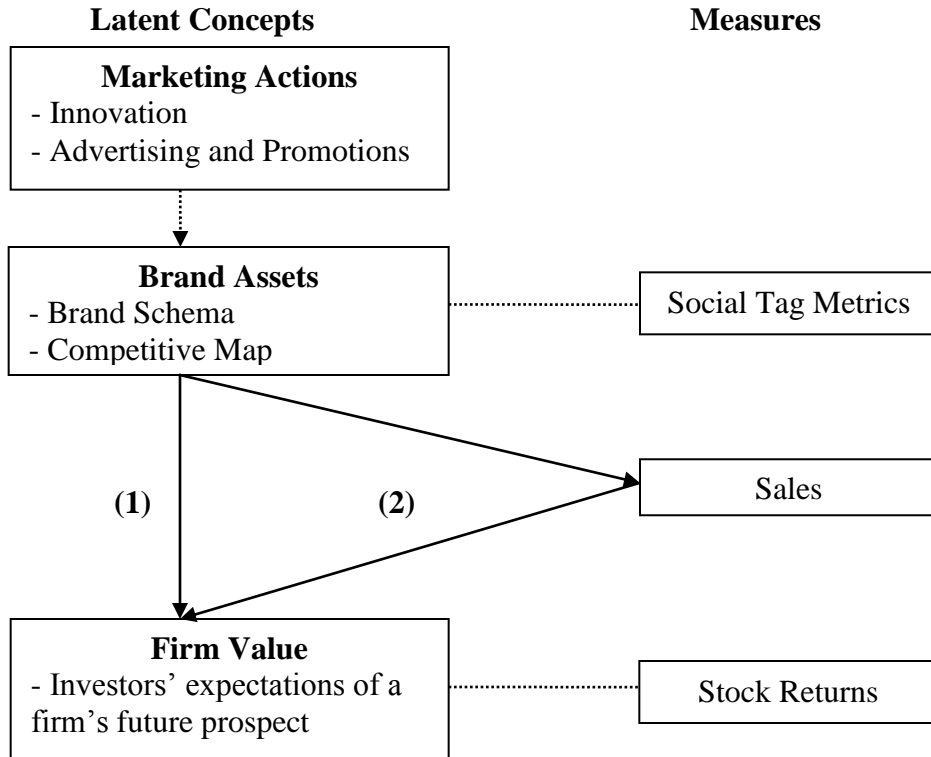 Latent Concepts
Measures
Marketing Actions
- Innovation
- Advertising and Promotions
Brand Assets
- Brand Schema
- Competitive Map
Social Tag Metrics
Sales
(1)
(2)
Firm Value
- Investors’ expectations of a
firm’s future prospect
Stock Returns